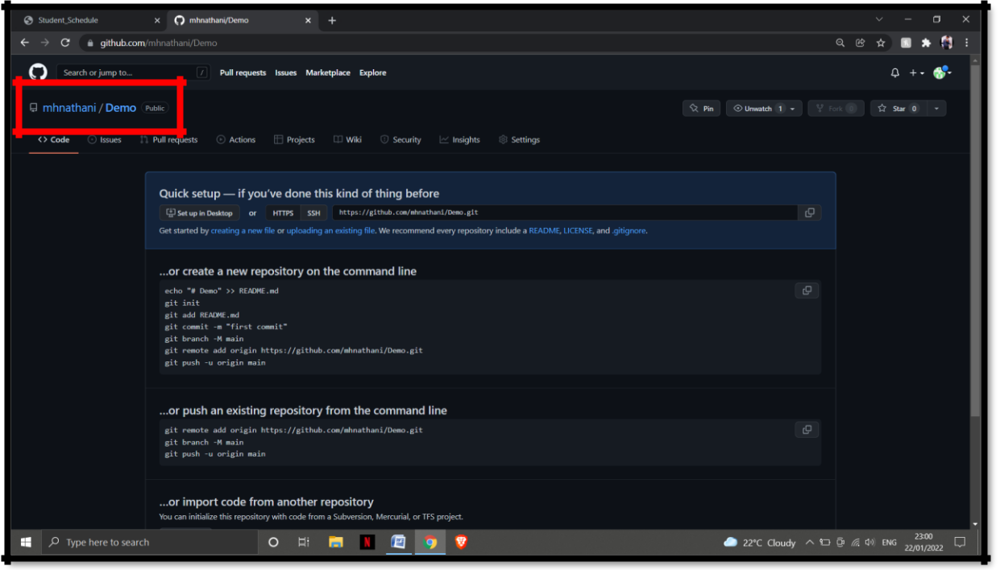 Student_Schedule
mhnathani/Demo
github.com/mhnathani/Demo
Search or jump to... / Pull requests Issues Marketplace Explore
mhnathani / Demo Public
Pin Unwatch 1 Fork 0 Star 0
<> Code Issues Pull requests Actions Projects Wiki Security Insights Settings
Quick setup — if you've done this kind of thing before
Set up in Desktop or HTTPS SSH https://github.com/mhnathani/Demo.git
Get started by creating a new file or uploading an existing file. We recommend every repository include a README, LICENSE, and .gitignore.
...or create a new repository on the command line
echo "# Demo" >> README.md
git init
git add README.md
git commit -m "first commit"
git branch -M main
git remote add origin https://github.com/mhnathani/Demo.git
git push -u origin main
...or push an existing repository from the command line
git remote add origin https://github.com/mhnathani/Demo.git
git branch -M main
git push -u origin main
...or import code from another repository
You can initialize this repository with code from a Subversion, Mercurial, or TFS project.
Type here to search
N
22°C Cloudy
ENG
23:00
22/01/2022